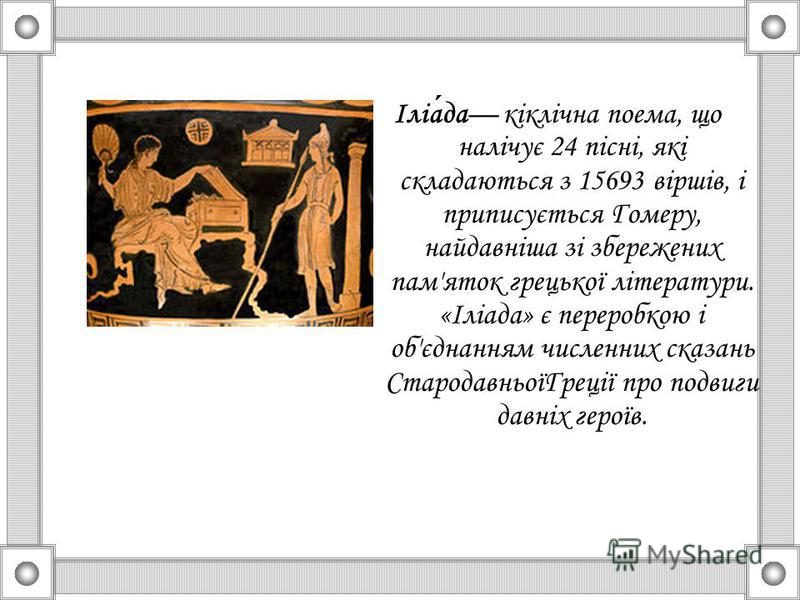 Іліа́да— кіклічна поема, що
налічує 24 пісні, які
складаються з 15693 віршів, і
приписується Гомеру,
найдавніша зі збережених
пам'яток грецької літератури.
«Іліада» є переробкою і
об'єднанням численних сказань
СтародавньоїГреції про подвиги
давніх героїв.
MyShared